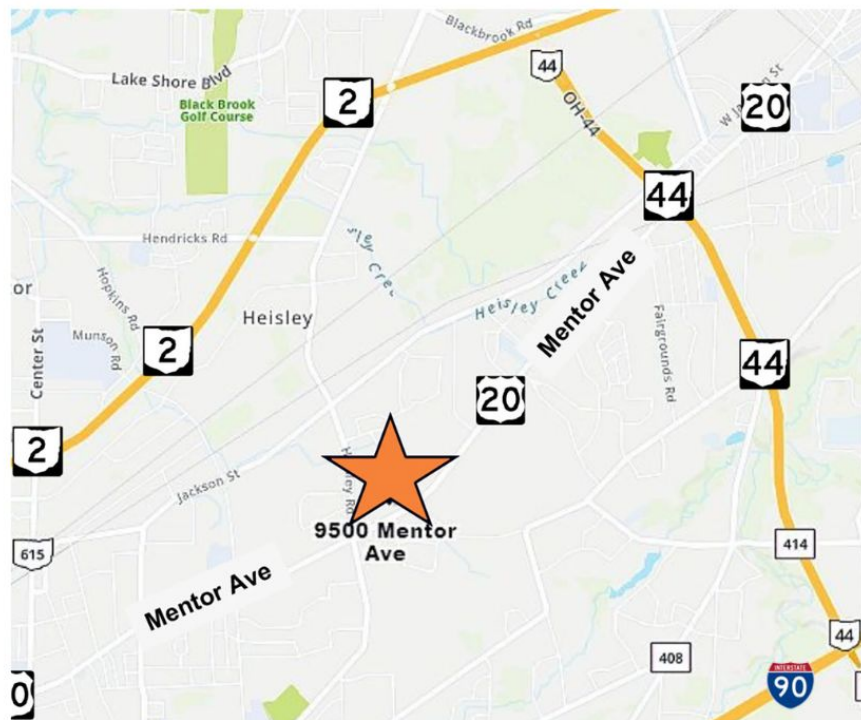 Blackbrook Rd
44
Lake Shore Blvd
Black Brook
Golf Course
2
OH-44
20
44
Hendricks Rd
Heisley Creek
Mentor Ave
or
Hopkins Rd
Heisley
Munson Rd
2
Center St
Fairgrounds Rd
44
20
2
Jackson St
9500 Mentor
Ave
615
414
Mentor Ave
408
44
INTERSTATE
90